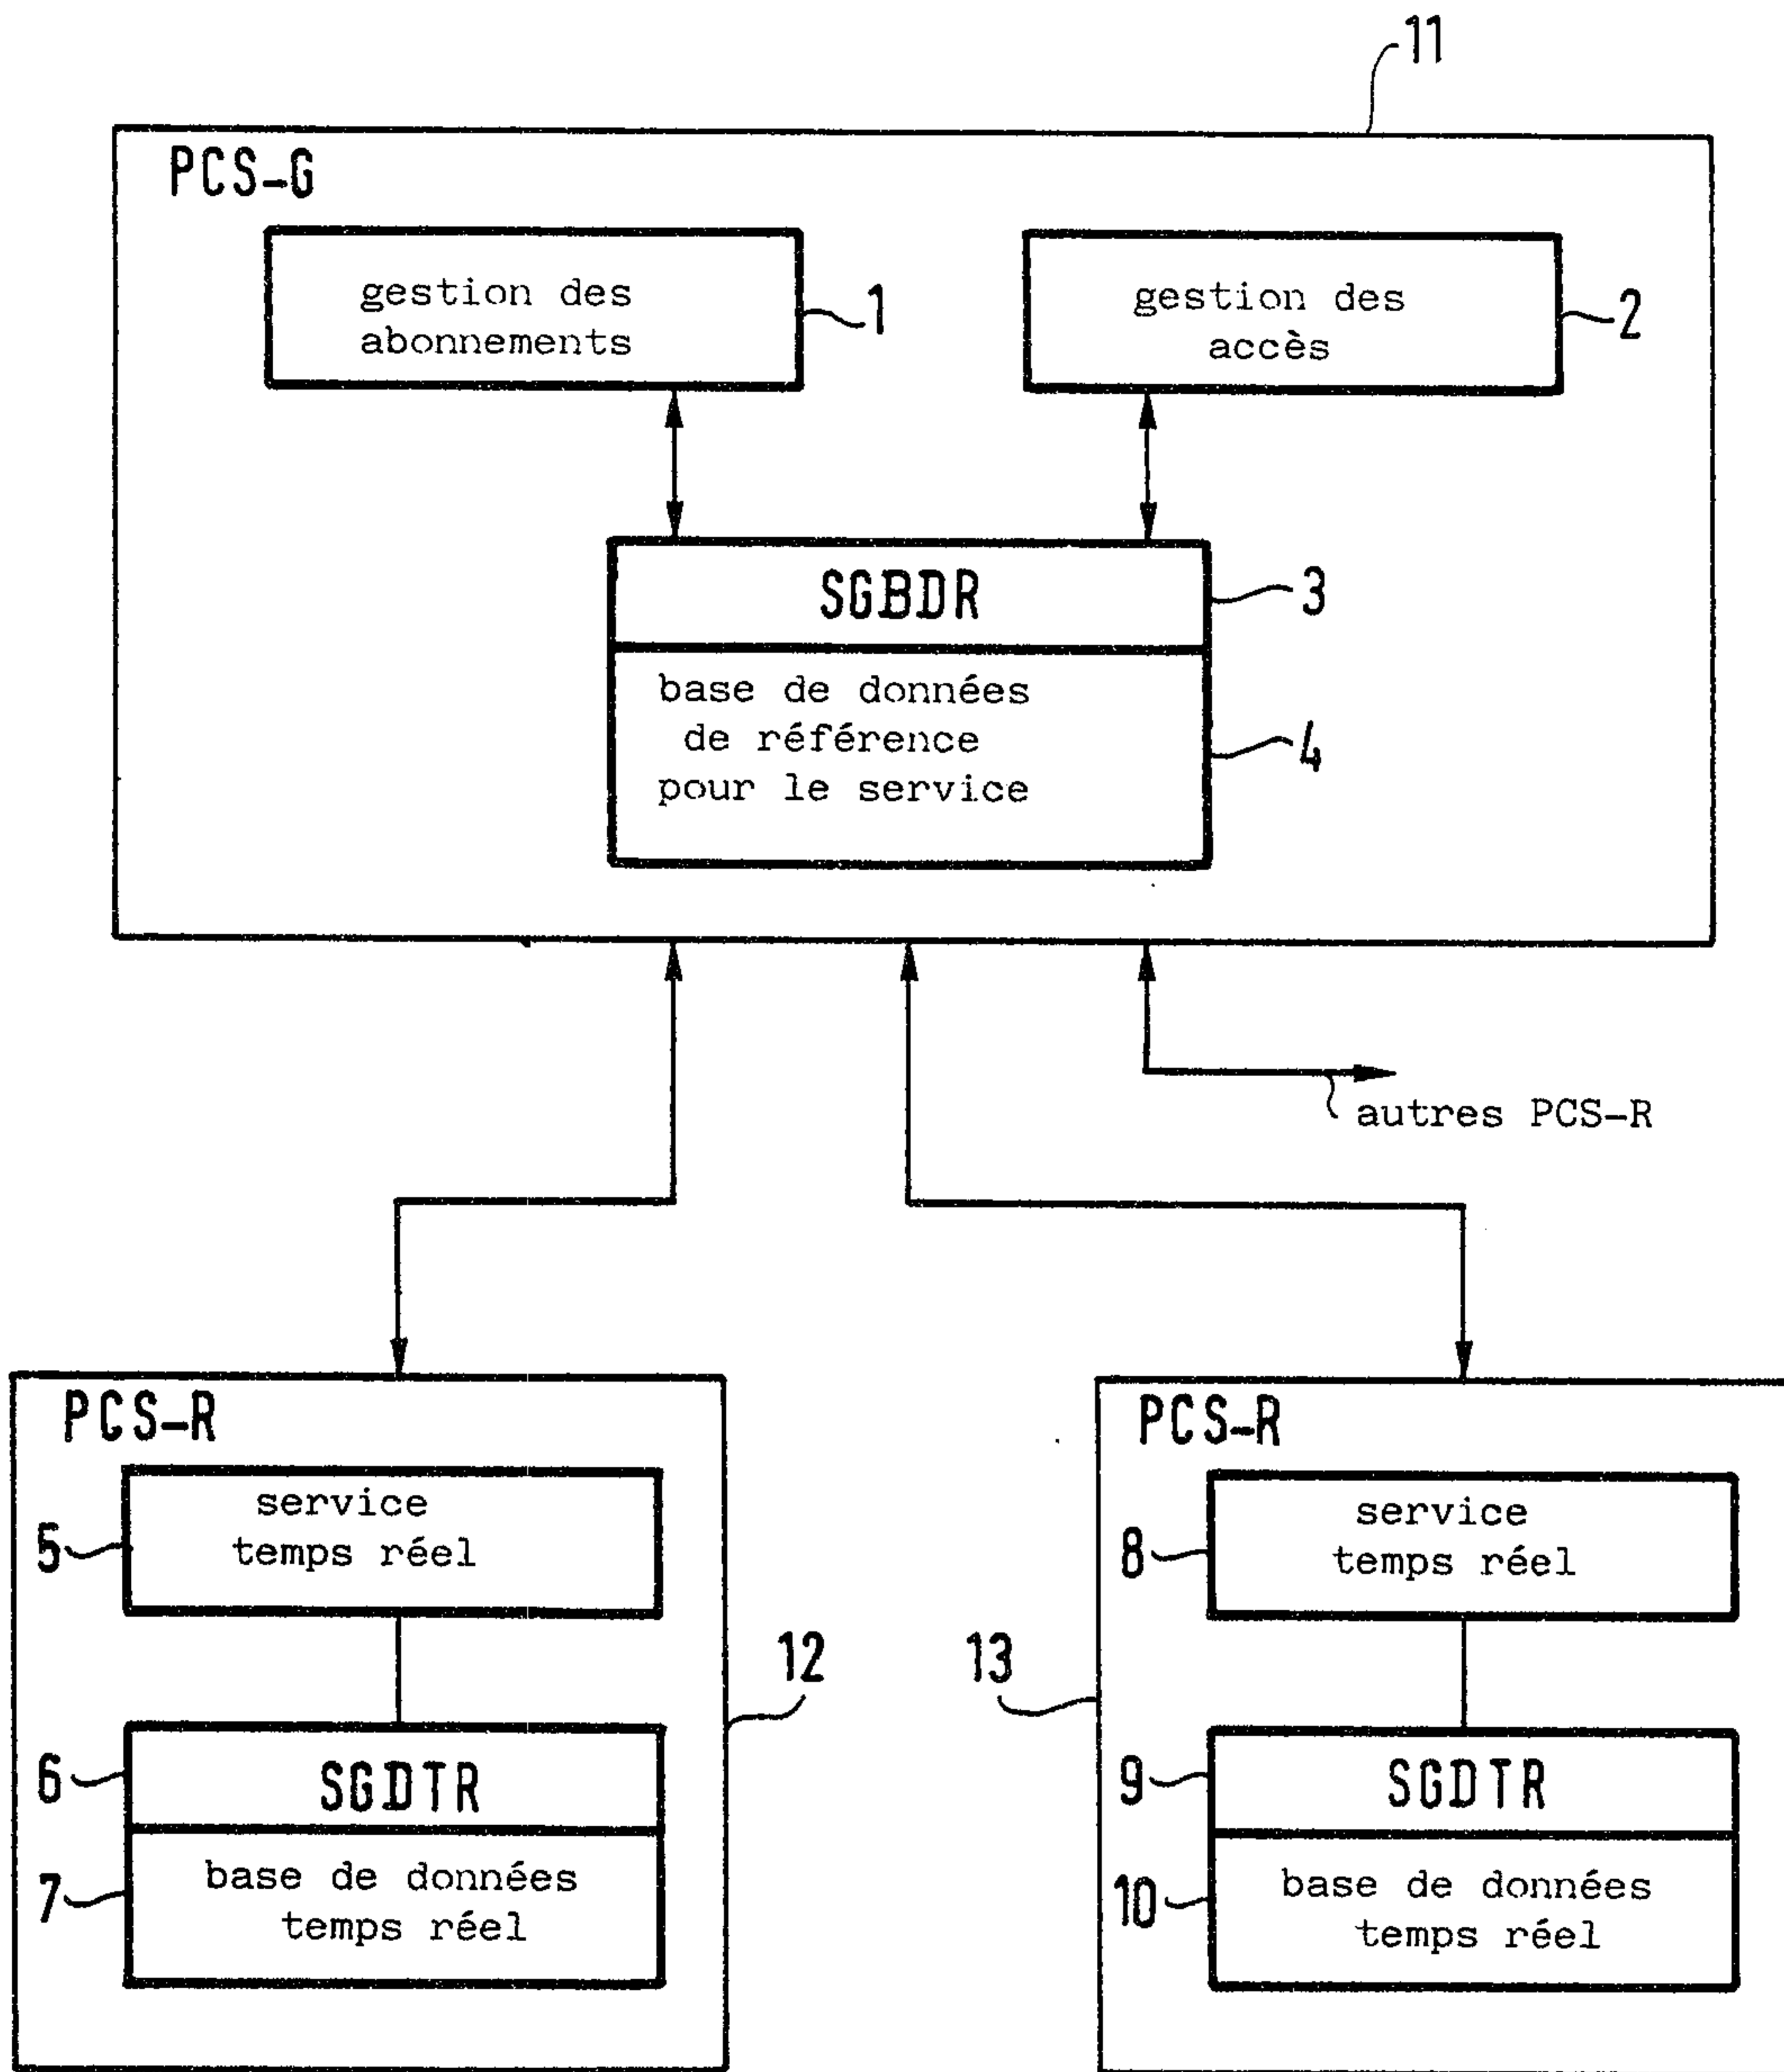 11
PCS-G
gestion des
abonnements
1
gestion des
accès
2
SGBDR
3
base de données
de référence
pour le service
4
autres PCS-R
PCS-R
service
temps réel
5
12
6
SGDTR
7
base de données
temps réel
PCS-R
service
temps réel
8
13
9
SGDTR
10
base de données
temps réel